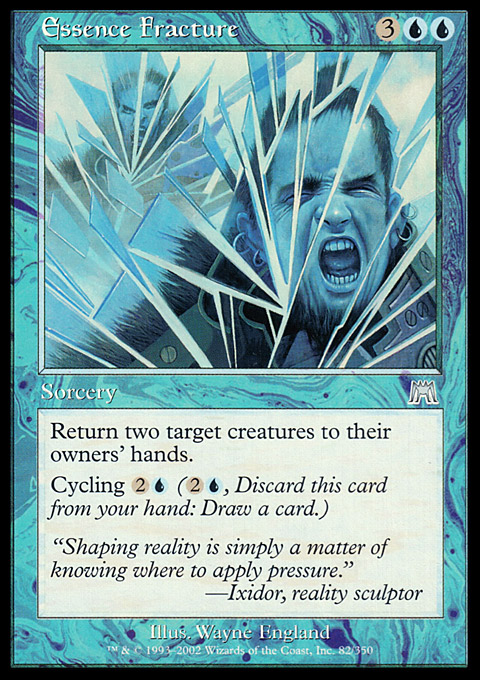 Essence Fracture 3
Sorcery
Return two target creatures to their
owners’ hands.
Cycling 2 (2, Discard this card
from your hand: Draw a card.)
“Shaping reality is simply a matter of
knowing where to apply pressure.”
—Ixidor, reality sculptor
Illus. Wayne England
™ & © 1993–2002 Wizards of the Coast, Inc. 82/350